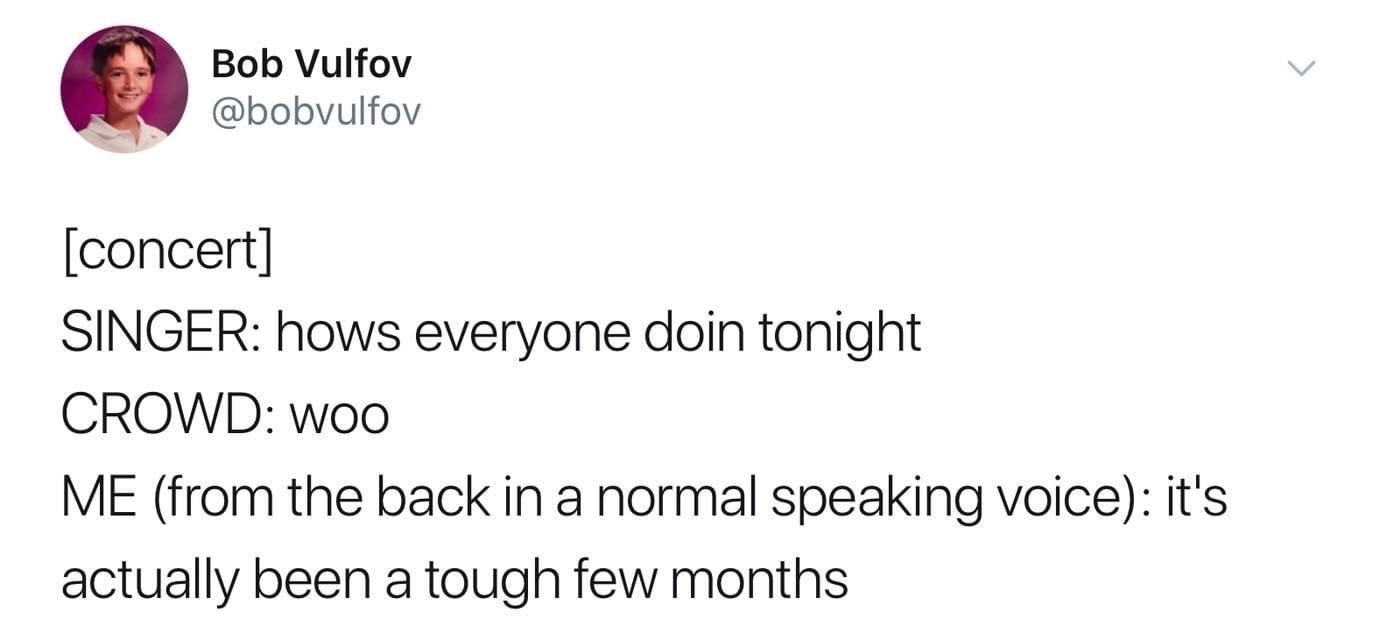 Bob Vulfov
@bobvulfov
[concert]
SINGER: hows everyone doin tonight
CROWD: woo
ME (from the back in a normal speaking voice): it's
actually been a tough few months